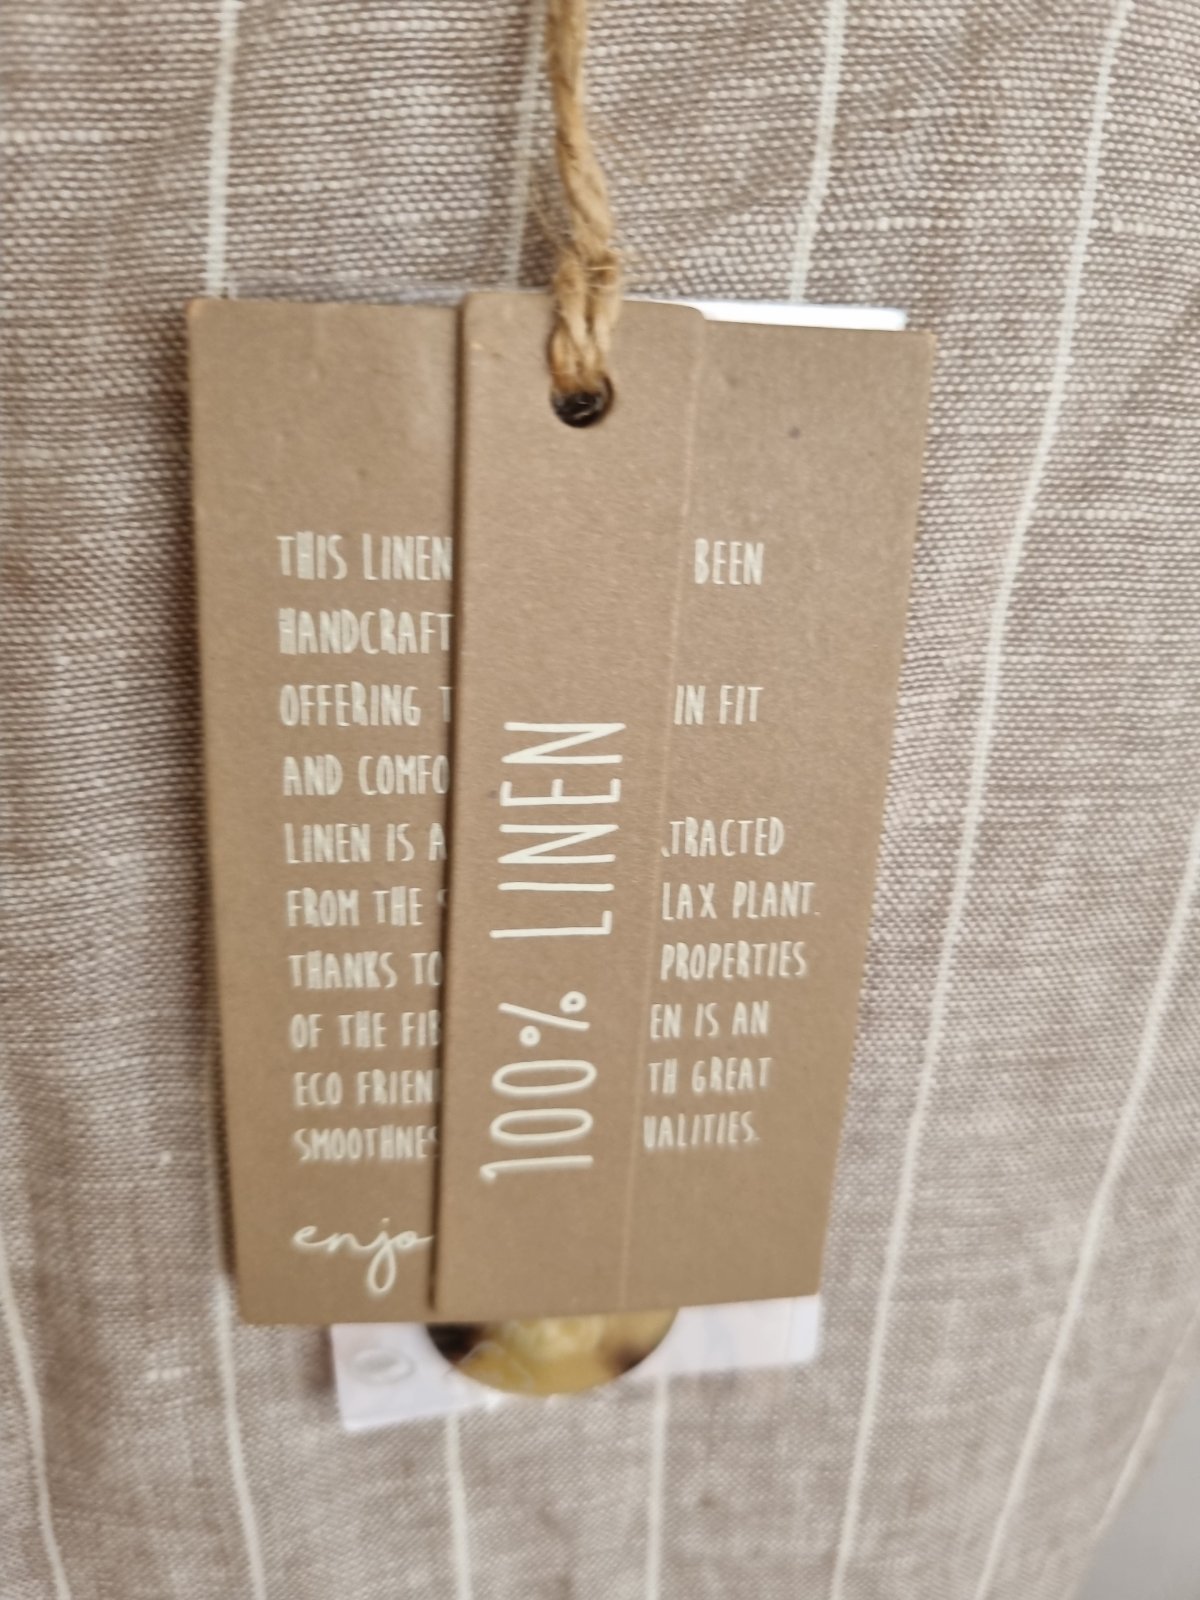 THIS LINEN BEEN
HANDCRAFT
OFFERING T IN FIT
AND COMFO
LINEN IS A TRACTED
FROM THE LAX PLANT.
THANKS TO PROPERTIES
OF THE FIB EN IS AN
ECO FRIEN TH GREAT
SMOOTHNES UALITIES.
enjo
100% LINEN